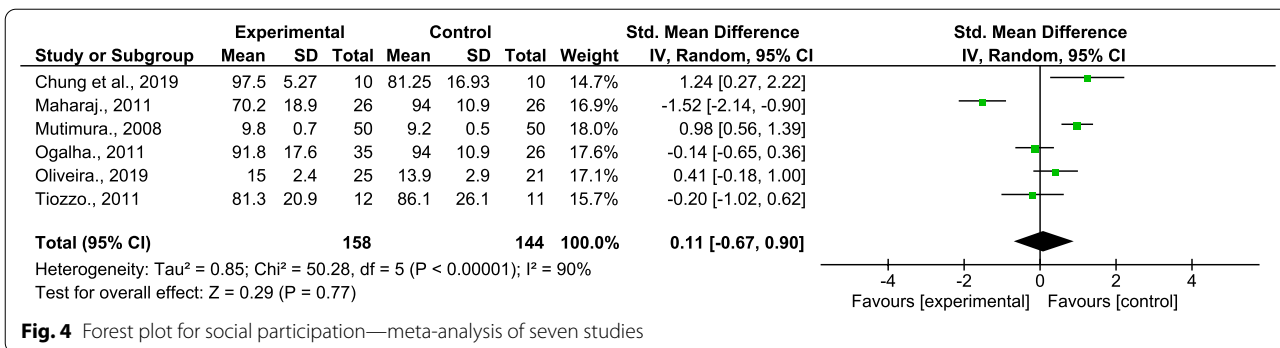 Experimental Control Std. Mean Difference Std. Mean Difference
Study or Subgroup Mean SD Total Mean SD Total Weight IV, Random, 95% CI IV, Random, 95% CI
Chung et al., 2019 97.5 5.27 10 81.25 16.93 10 14.7% 1.24 [0.27, 2.22]
Maharaj., 2011 70.2 18.9 26 94 10.9 26 16.9% -1.52 [-2.14, -0.90]
Mutimura., 2008 9.8 0.7 50 9.2 0.5 50 18.0% 0.98 [0.56, 1.39]
Ogalha., 2011 91.8 17.6 35 94 10.9 26 17.6% -0.14 [-0.65, 0.36]
Oliveira., 2019 15 2.4 25 13.9 2.9 21 17.1% 0.41 [-0.18, 1.00]
Tiozzo., 2011 81.3 20.9 12 86.1 26.1 11 15.7% -0.20 [-1.02, 0.62]
Total (95% CI) 158 144 100.0% 0.11 [-0.67, 0.90]
Heterogeneity: Tau² = 0.85; Chi² = 50.28, df = 5 (P < 0.00001); I² = 90%
Test for overall effect: Z = 0.29 (P = 0.77)
-4 -2 0 2 4
Favours [experimental] Favours [control]
Fig. 4 Forest plot for social participation—meta-analysis of seven studies